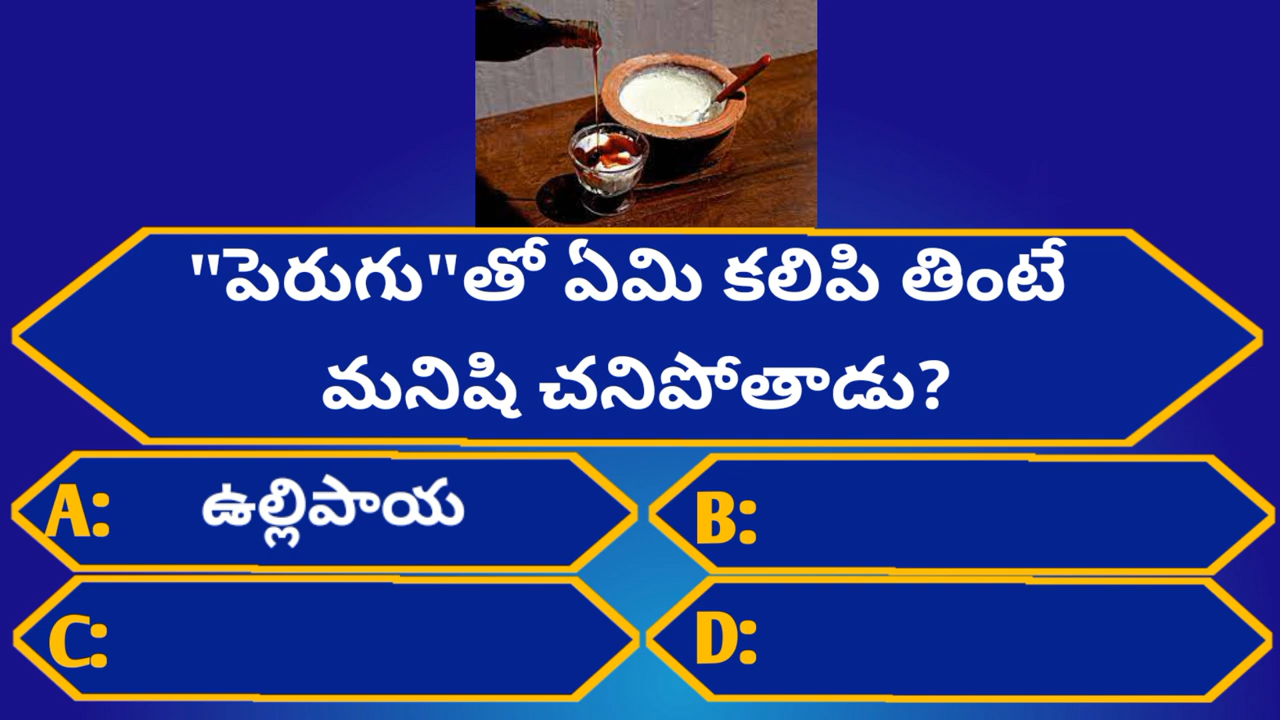 "పెరుగు"తో ఏమి కలిపి తింటే
మనిషి చనిపోతాడు?
A: ఉల్లిపాయ
B:
C:
D: